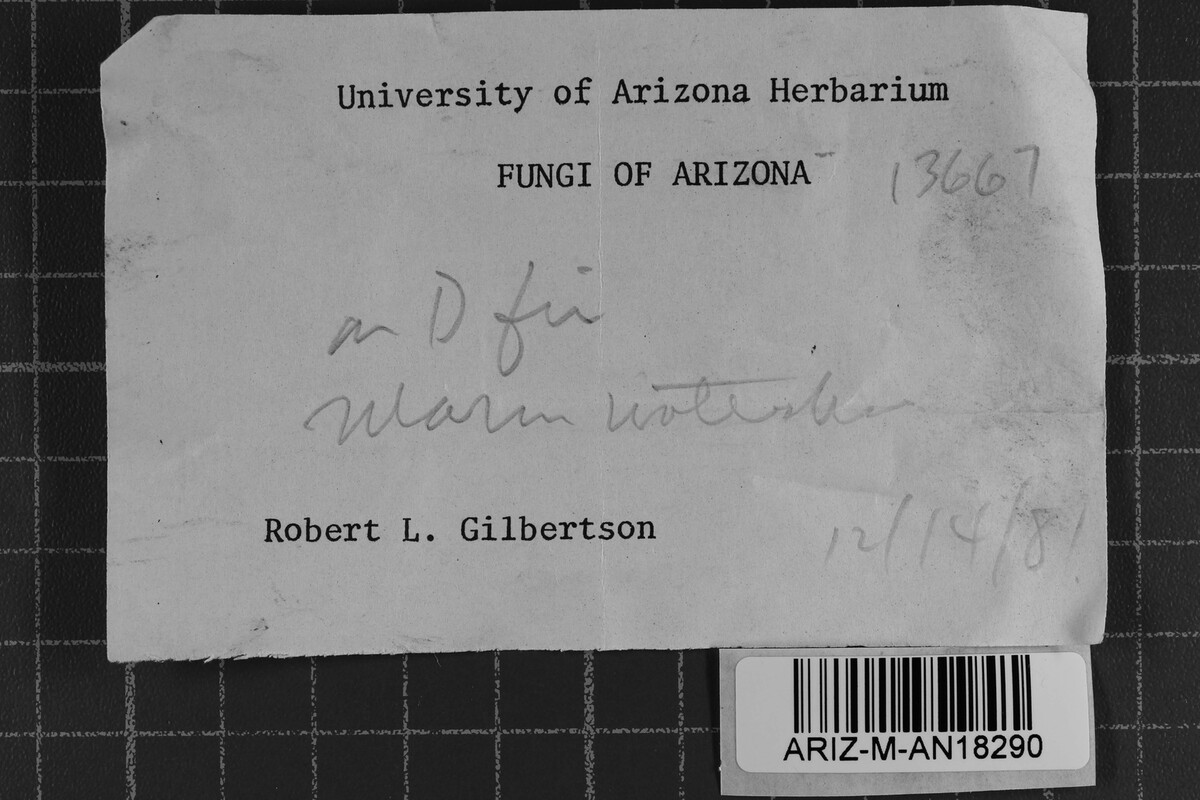 University of Arizona Herbarium
FUNGI OF ARIZONA
13667
on D fir
Robert L. Gilbertson
12/14/81
ARIZ-M-AN18290